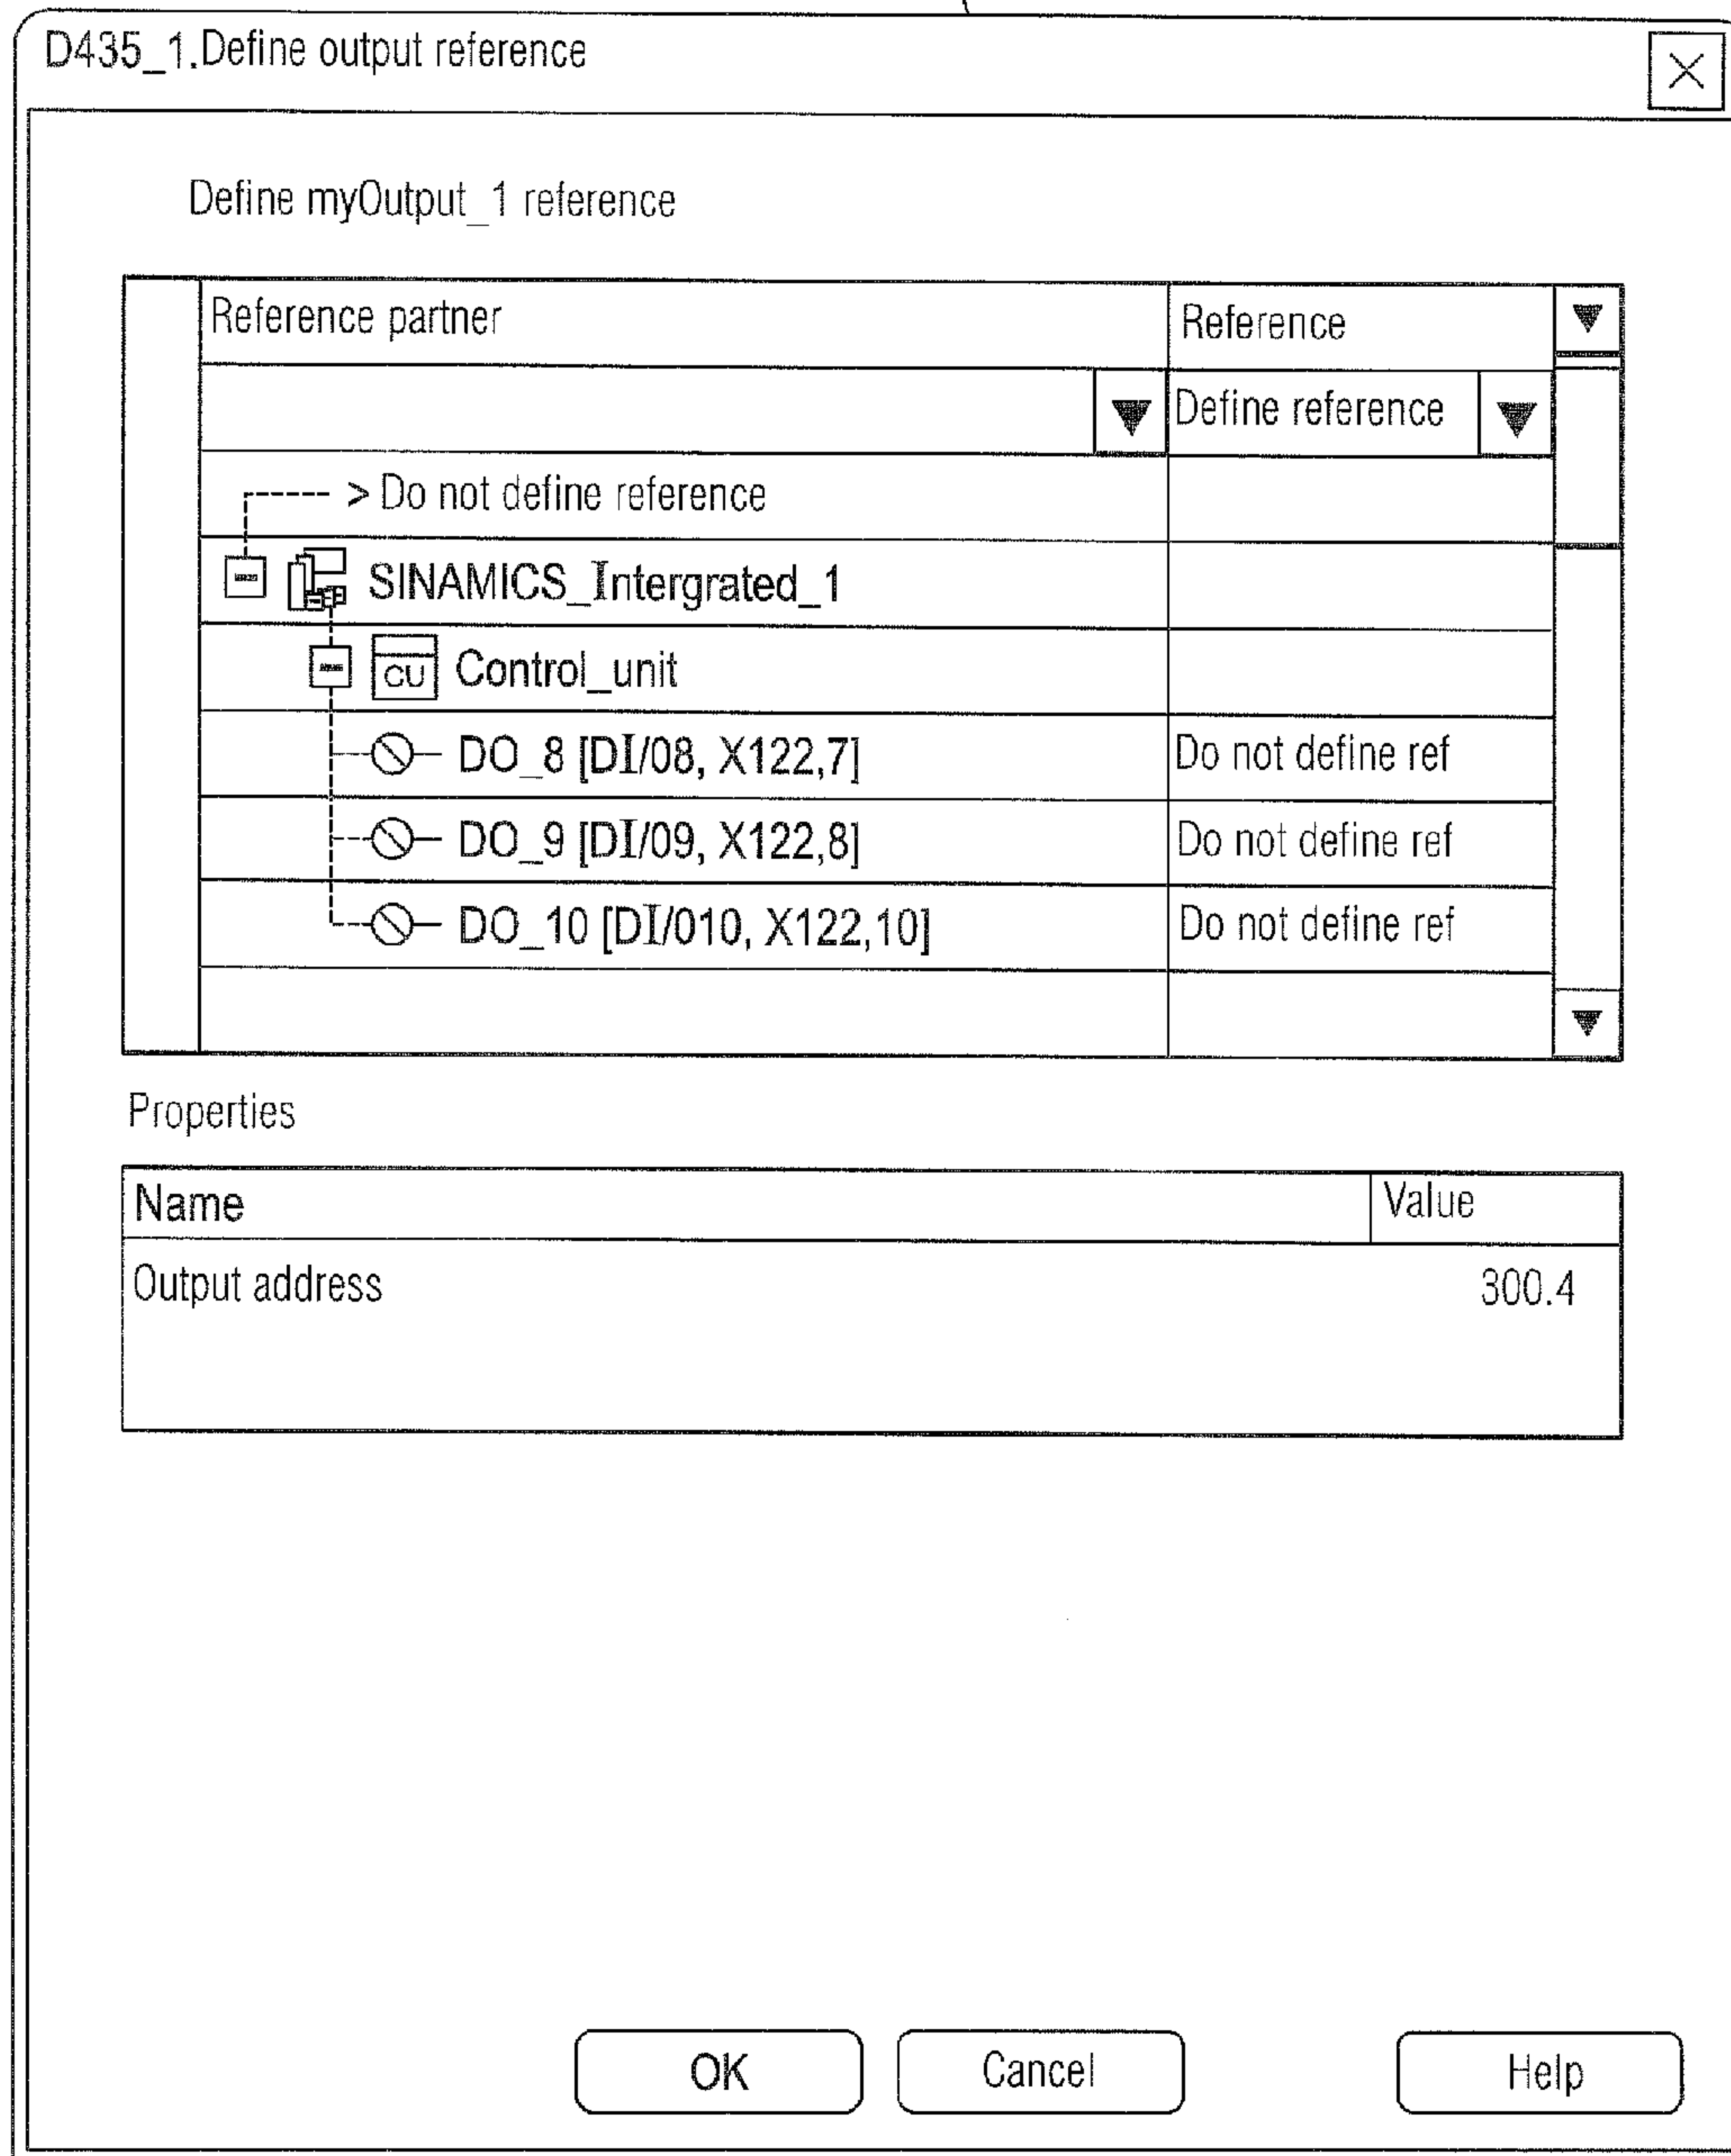 D435_1.Define output reference
Define myOutput_1 reference
Reference partner Reference
Define reference
> Do not define reference
SINAMICS_Intergrated_1
CU Control_unit
DO_8 [DI/08, X122,7] Do not define ref
DO_9 [DI/09, X122,8] Do not define ref
DO_10 [DI/010, X122,10] Do not define ref
Properties
Name Value
Output address 300.4
OK Cancel Help